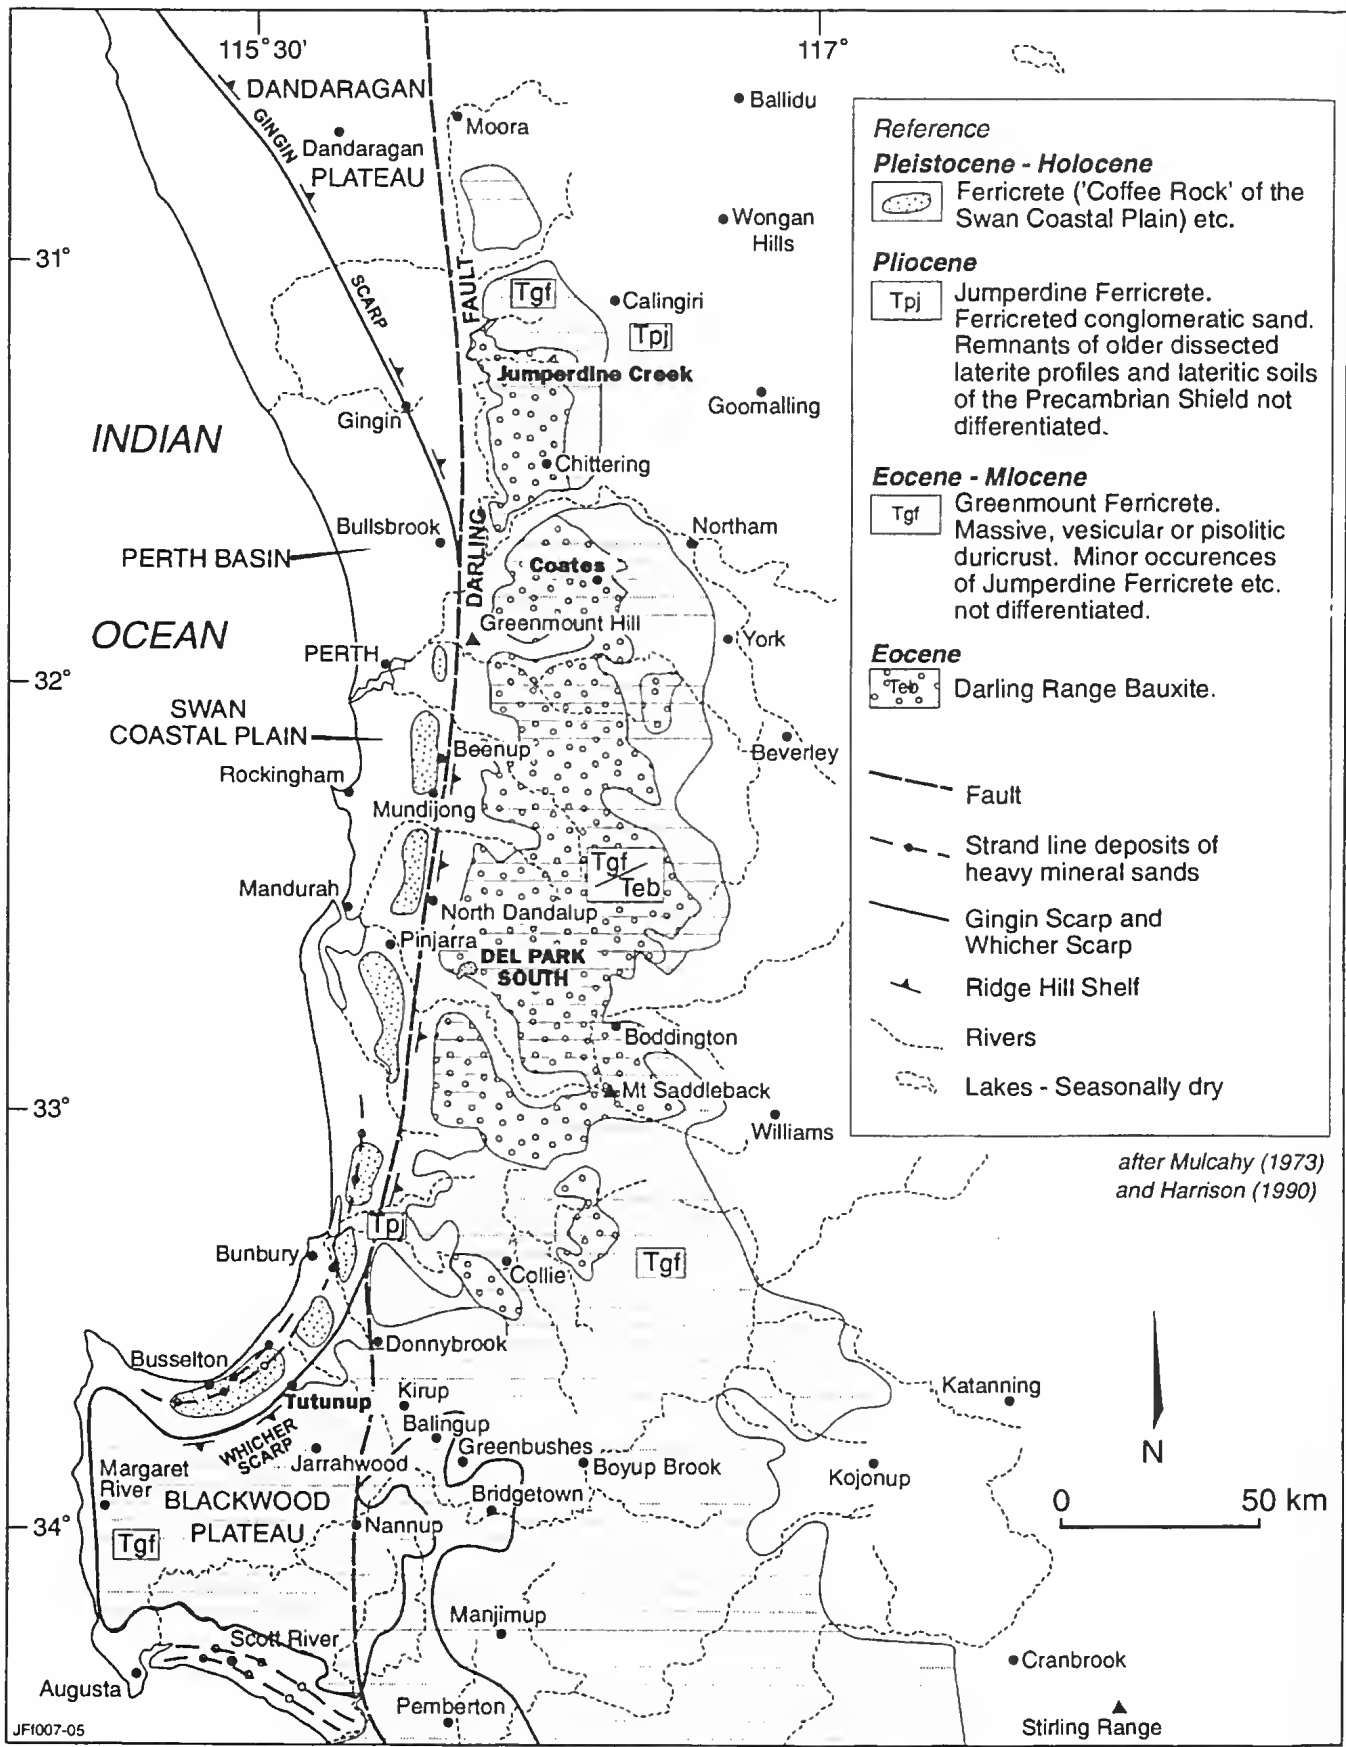 115° 30'
117°
DANDARAGAN
Dandaragan
PLATEAU
GINGIN
SCARP
Moora
Ballidu
Wongan
Hills
31°
FAULT
DARLING
Tgf
Calingiri
Tpj
Jumperdine Creek
Goomalling
Gingin
Chittering
INDIAN
OCEAN
Bullsbrook
Northam
PERTH BASIN
Coates
Greenmount Hill
York
PERTH
32°
SWAN
COASTAL PLAIN
Beenup
Beverley
Rockingham
Mundijong
Tgf
Teb
Mandurah
North Dandalup
Pinjarra
DEL PARK
SOUTH
Boddington
Mt Saddleback
33°
Williams
Tpj
Bunbury
Collie
Tgf
Donnybrook
Busselton
Tutunup
Kirup
Katanning
WHICHER
SCARP
Balingup
Jarrahwood
Greenbushes
Boyup Brook
Kojonup
Margaret
River
Bridgetown
BLACKWOOD
PLATEAU
34°
Nannup
Tgf
Manjimup
Scott River
Augusta
Cranbrook
Pemberton
Stirling Range
JFI007-05
Reference
Pleistocene - Holocene
Ferricrete ('Coffee Rock' of the
Swan Coastal Plain) etc.
Pliocene
Tpj
Jumperdine Ferricrete.
Ferricreted conglomeratic sand.
Remnants of older dissected
laterite profiles and lateritic soils
of the Precambrian Shield not
differentiated.
Eocene - Miocene
Tgf
Greenmount Ferricrete.
Massive, vesicular or pisolitic
duricrust. Minor occurences
of Jumperdine Ferricrete etc.
not differentiated.
Eocene
Teb
Darling Range Bauxite.
Fault
Strand line deposits of
heavy mineral sands
Gingin Scarp and
Whicher Scarp
Ridge Hill Shelf
Rivers
Lakes - Seasonally dry
after Mulcahy (1973)
and Harrison (1990)
N
0 50 km